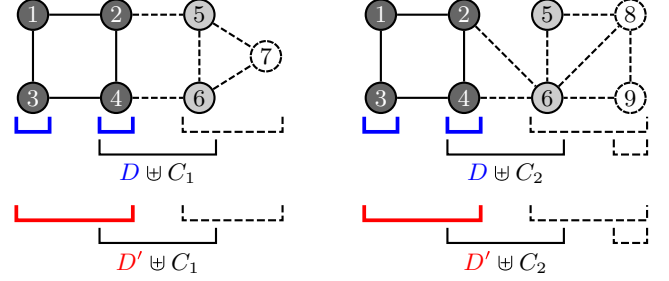 1 2 5 1 2 5 8
7
3 4 6 3 4 6 9
D ⊎ C₁ D ⊎ C₂
D′ ⊎ C₁ D′ ⊎ C₂